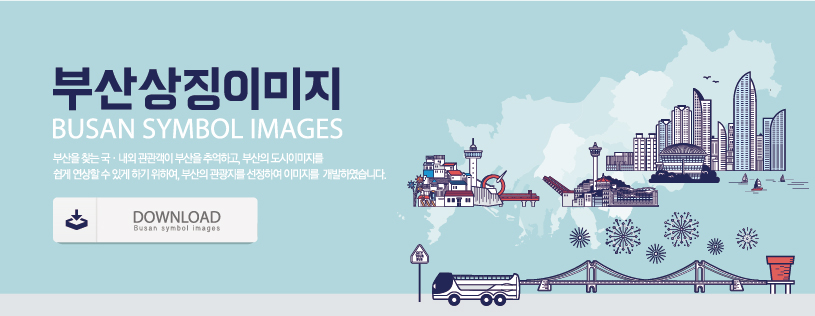 부산상징이미지
BUSAN SYMBOL IMAGES
부산을 찾는 국 · 내외 관관객이 부산을 추억하고, 부산의 도시이미지를
쉽게 연상할 수 있게 하기 위하여, 부산의 관광지를 선정하여 이미지를 개발하였습니다.
DOWNLOAD
Busan symbol images